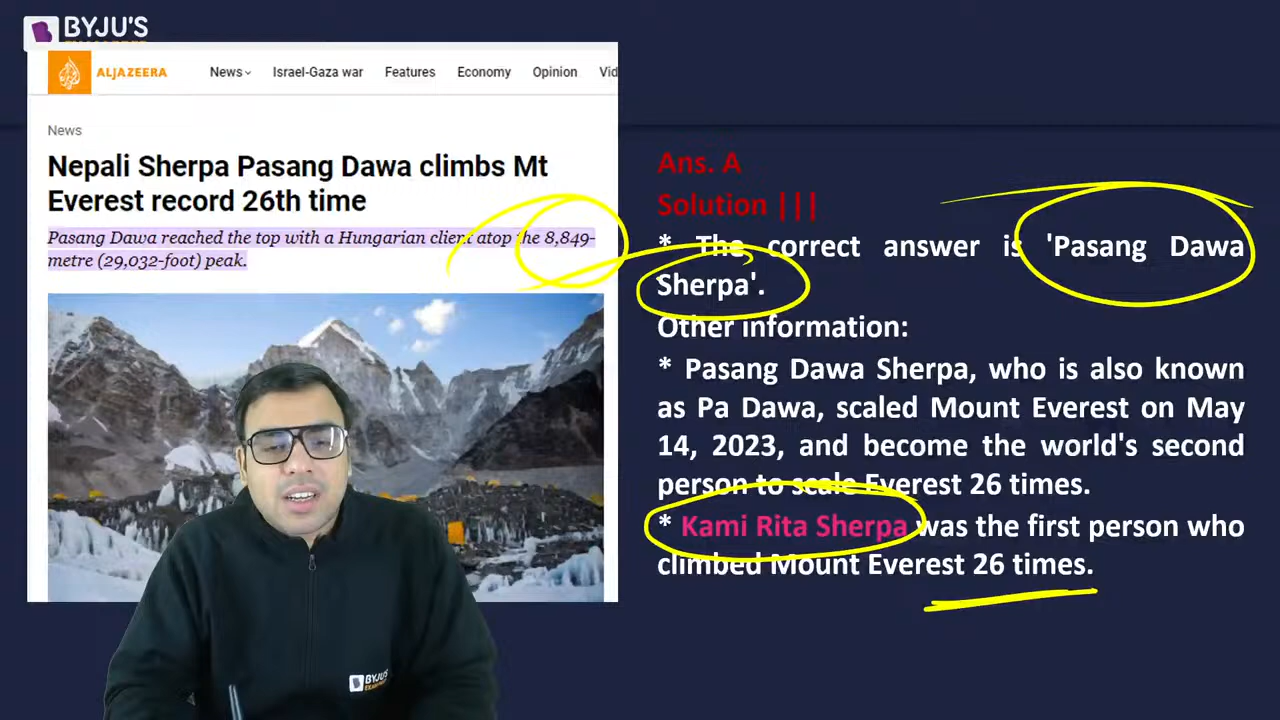 BYJU'S
ALJAZEERA
News Israel-Gaza war Features Economy Opinion Vid
News
Nepali Sherpa Pasang Dawa climbs Mt
Everest record 26th time
Pasang Dawa reached the top with a Hungarian client atop the 8,849-
metre (29,032-foot) peak.
Ans. A
Solution |||
* The correct answer is 'Pasang Dawa
Sherpa'.
Other information:
* Pasang Dawa Sherpa, who is also known
as Pa Dawa, scaled Mount Everest on May
14, 2023, and become the world's second
person to scale Everest 26 times.
* Kami Rita Sherpa was the first person who
climbed Mount Everest 26 times.
BYJU'S